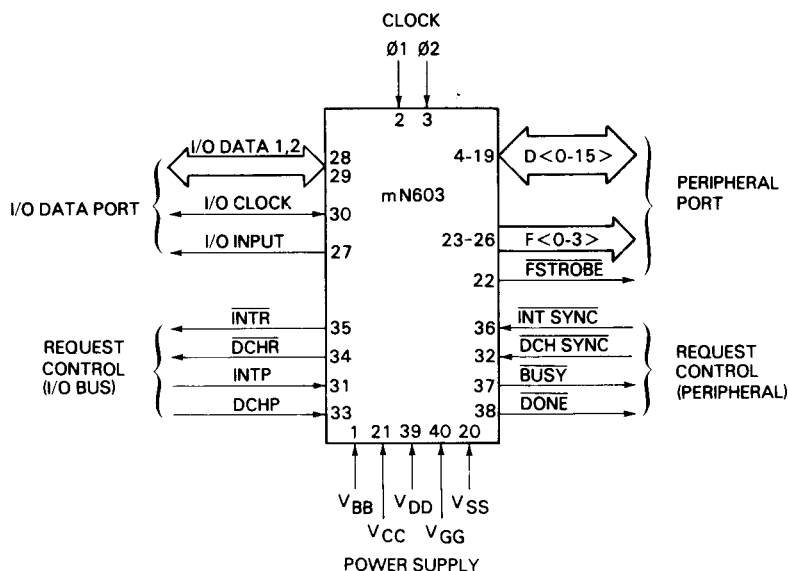 CLOCK
Ø1 Ø2
2 3
I/O DATA 1,2
28
29
I/O DATA PORT
I/O CLOCK
30
I/O INPUT
27
mN603
4-19
D<0-15>
PERIPHERAL
PORT
23-26
F<0-3>
22
FSTROBE
REQUEST
CONTROL
(I/O BUS)
INTR
35
DCHR
34
INTP
31
DCHP
33
36
INT SYNC
32
DCH SYNC
37
BUSY
38
DONE
REQUEST
CONTROL
(PERIPHERAL)
1 21 39 40 20
VBB VDD VSS
VCC VGG
POWER SUPPLY